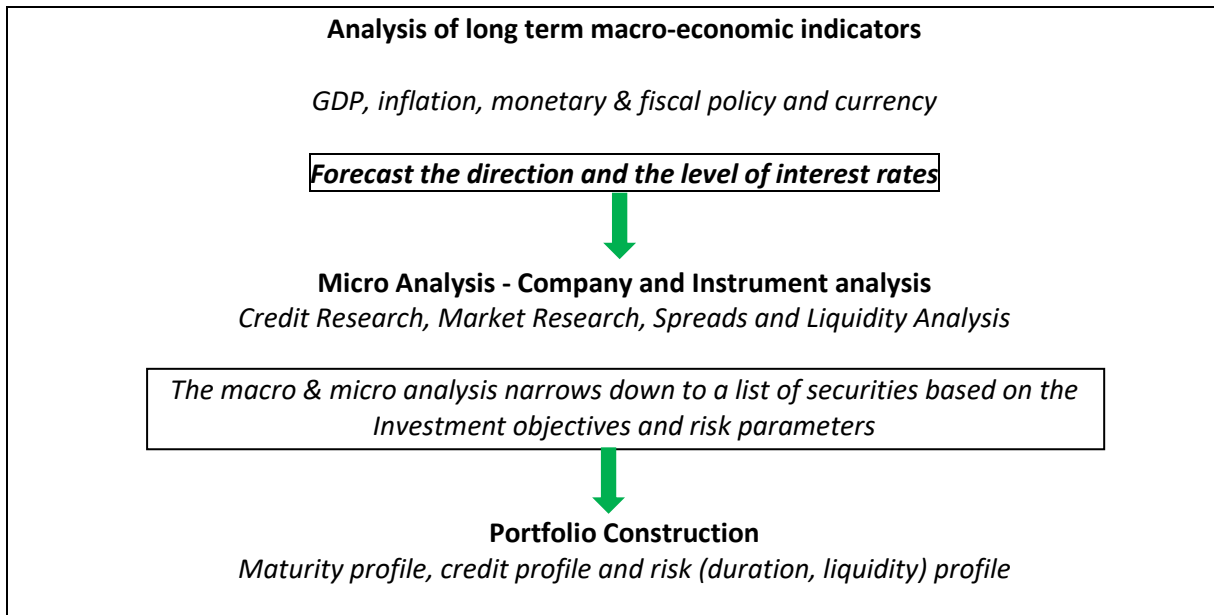 Analysis of long term macro-economic indicators
GDP, inflation, monetary & fiscal policy and currency
Forecast the direction and the level of interest rates
Micro Analysis - Company and Instrument analysis
Credit Research, Market Research, Spreads and Liquidity Analysis
The macro & micro analysis narrows down to a list of securities based on the
Investment objectives and risk parameters
Portfolio Construction
Maturity profile, credit profile and risk (duration, liquidity) profile